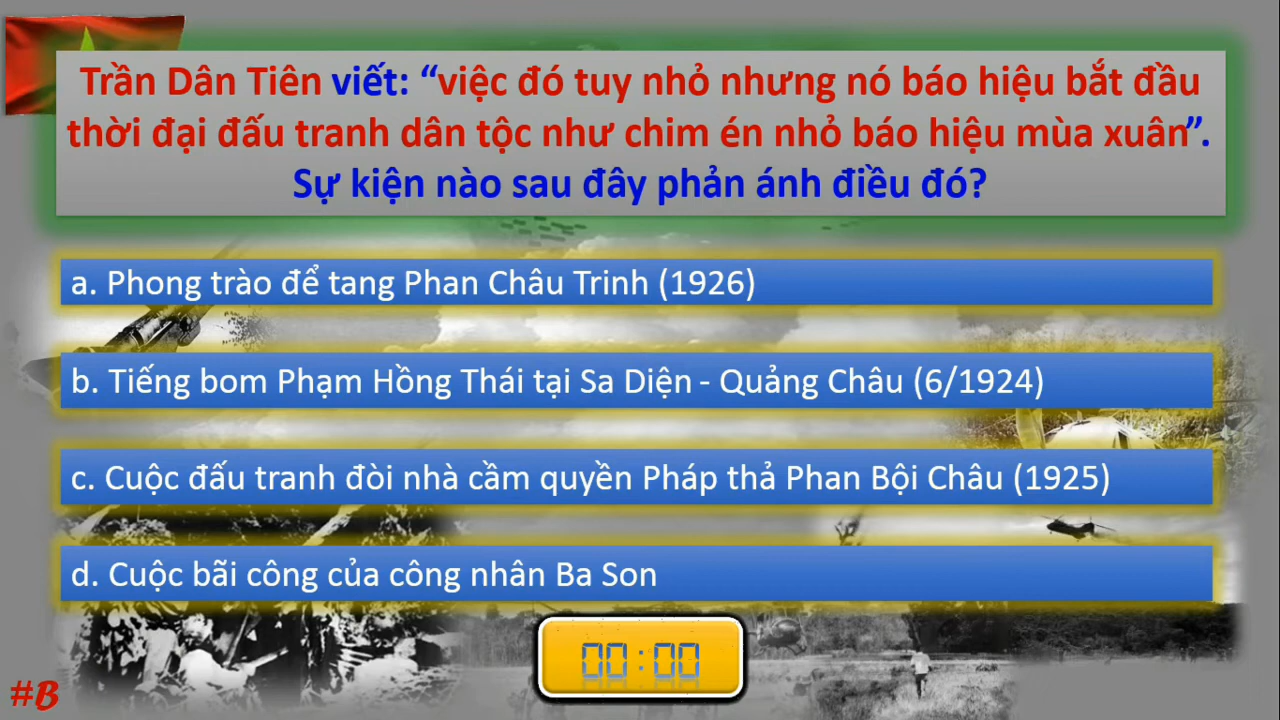 Trần Dân Tiên viết: “việc đó tuy nhỏ nhưng nó báo hiệu bắt đầu
thời đại đấu tranh dân tộc như chim én nhỏ báo hiệu mùa xuân”.
Sự kiện nào sau đây phản ánh điều đó?
a. Phong trào để tang Phan Châu Trinh (1926)
b. Tiếng bom Phạm Hồng Thái tại Sa Diện - Quảng Châu (6/1924)
c. Cuộc đấu tranh đòi nhà cầm quyền Pháp thả Phan Bội Châu (1925)
d. Cuộc bãi công của công nhân Ba Son
00:00
#B